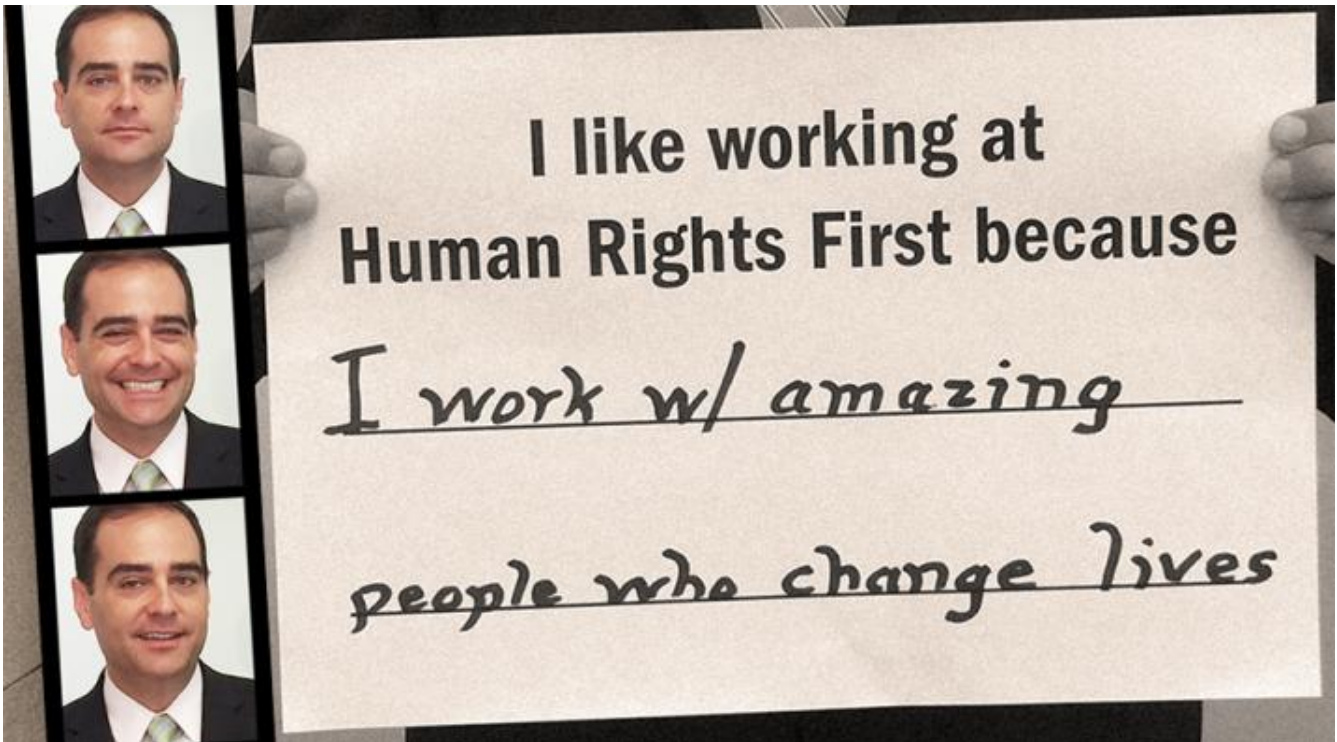 I like working at
Human Rights First because
I work w/ amazing
people who change lives